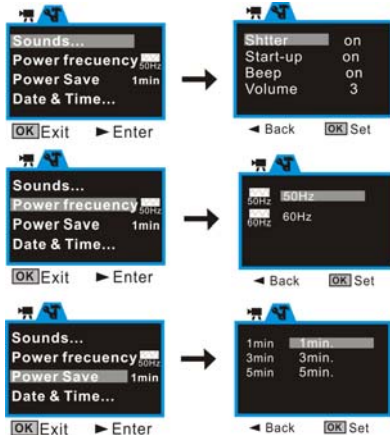 Sounds...
Power frecuency 50Hz
Power Save 1min
Date & Time...
OK Exit ► Enter
Shtter on
Start-up on
Beep on
Volume 3
◄ Back OK Set
Sounds...
Power frecuency 50Hz
Power Save 1min
Date & Time...
OK Exit ► Enter
50Hz 50Hz
60Hz 60Hz
◄ Back OK Set
Sounds...
Power frecuency 50Hz
Power Save 1min
Date & Time...
OK Exit ► Enter
1min 1min.
3min 3min.
5min 5min.
◄ Back OK Set